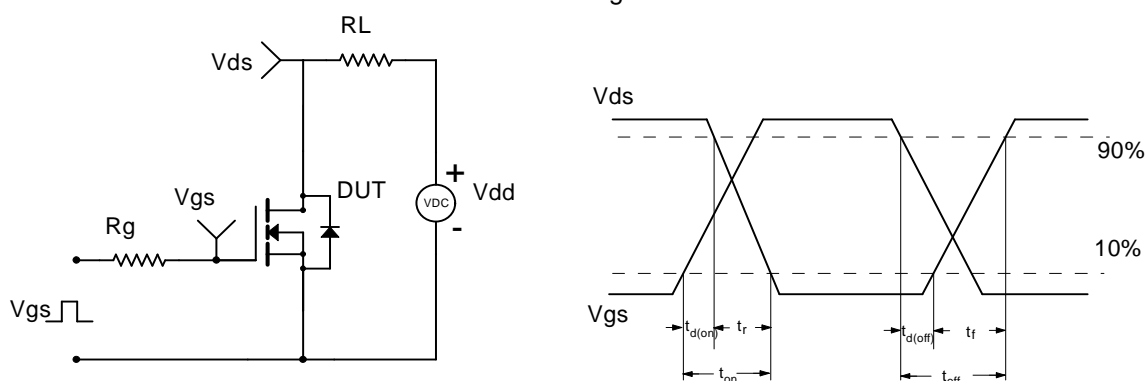 RL
Vds
Vgs
DUT
Rg
VDC
+
-
Vdd
Vgs
Vds
90%
10%
Vgs
td(on)
tr
td(off)
tf
ton
toff